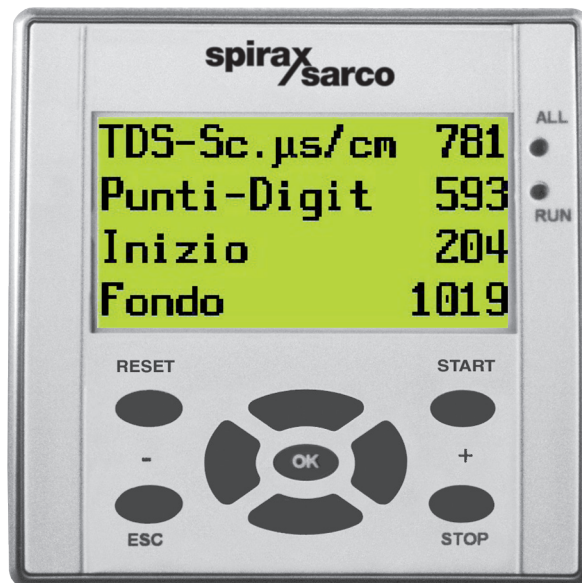 spirax
sarco
TDS-Sc.µs/cm 781
Punti-Digit 593
Inizio 204
Fondo 1019
ALL
RUN
RESET
START
-
OK
+
ESC
STOP